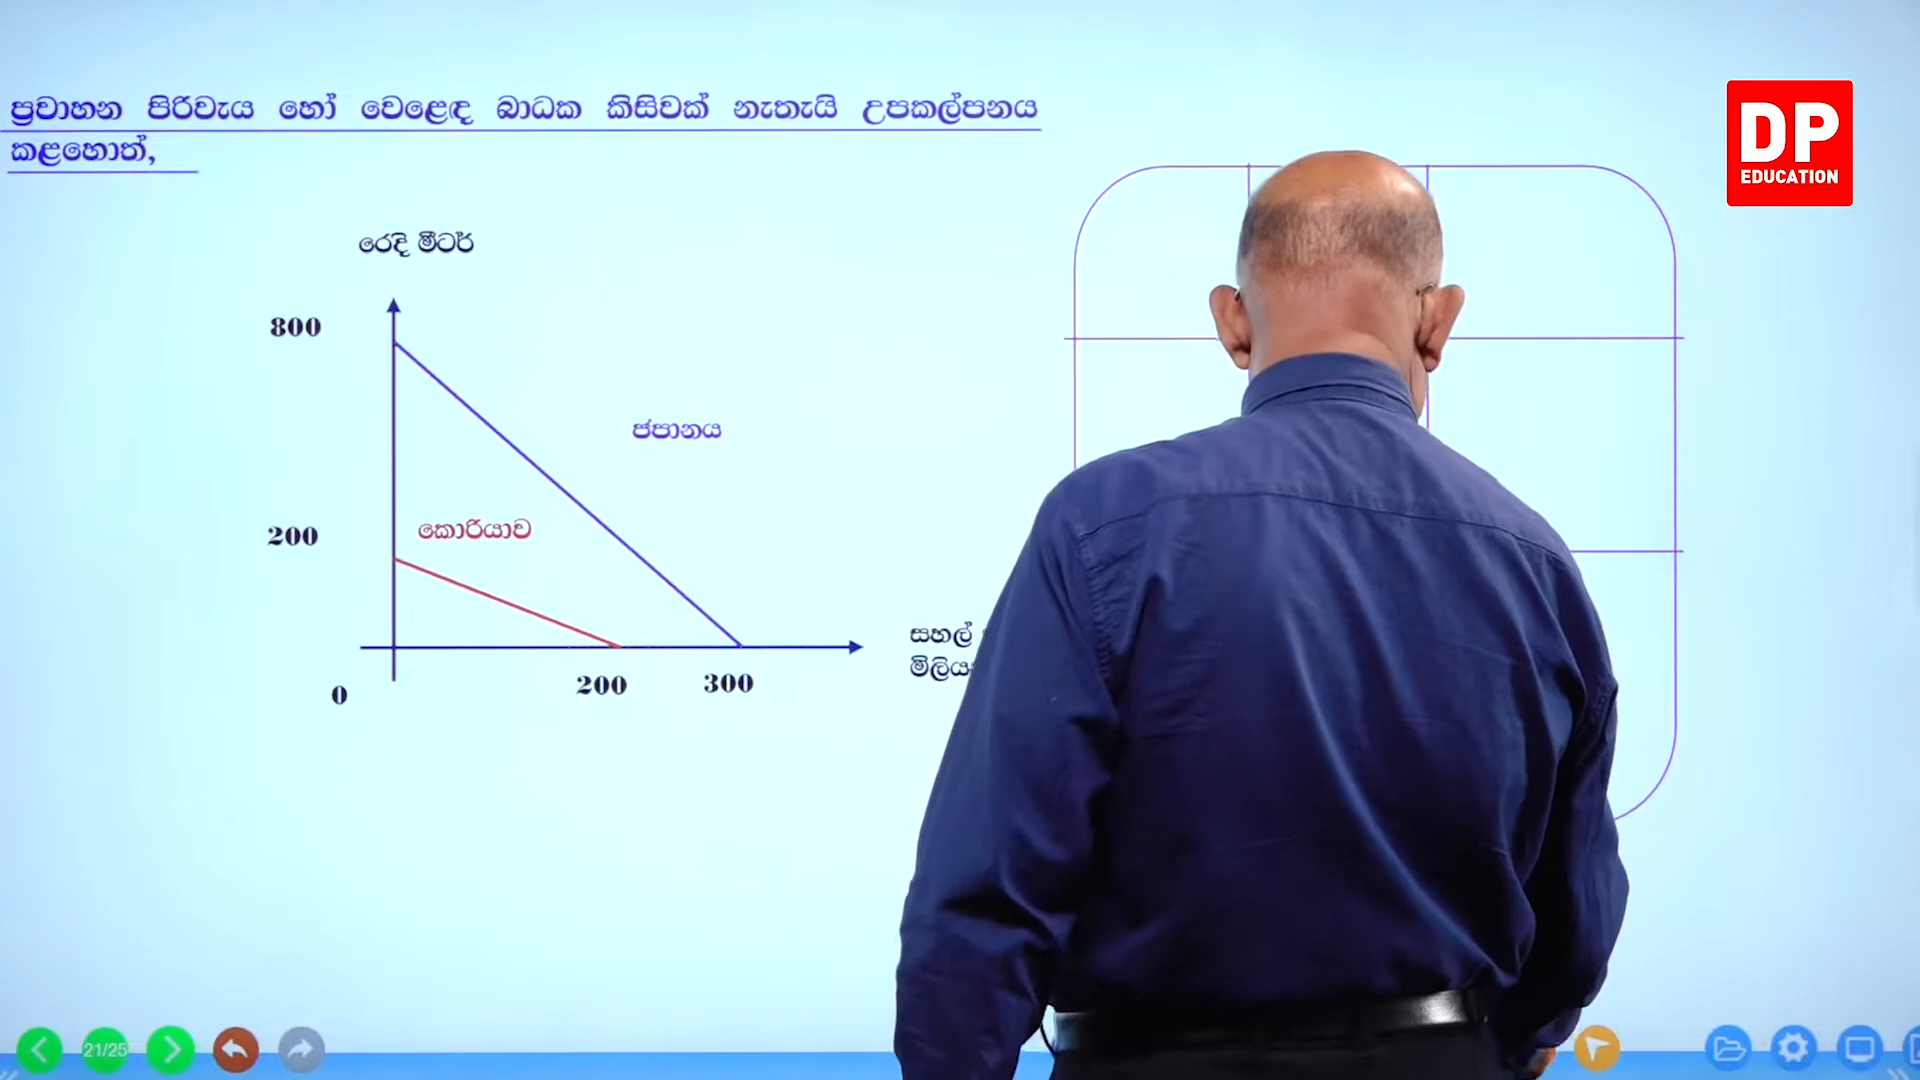 ප්‍රවාහන පිරිවැය හෝ වෙළෙඳ බාධක කිසිවක් නැතැයි උපකල්පනය
කළහොත්,
DP
EDUCATION
රෙදි මීටර්
800
ජපානය
කොරියාව
200
සහල්
0
200
300
21/25